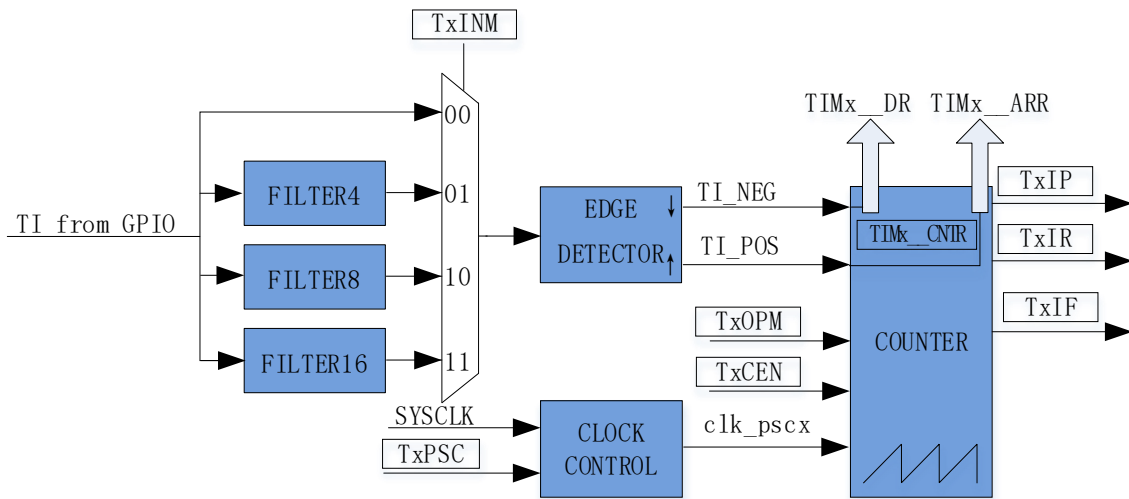 TxINM
TIMx__DR
TIMx__ARR
00
FILTER4
01
TI from GPIO
FILTER8
10
FILTER16
11
EDGE ↓
DETECTOR ↑
TI_NEG
TI_POS
TIMx__CNTR
TxIP
TxIR
TxIF
TxOPM
TxCEN
COUNTER
SYSCLK
TxPSC
CLOCK
CONTROL
clk_pscx